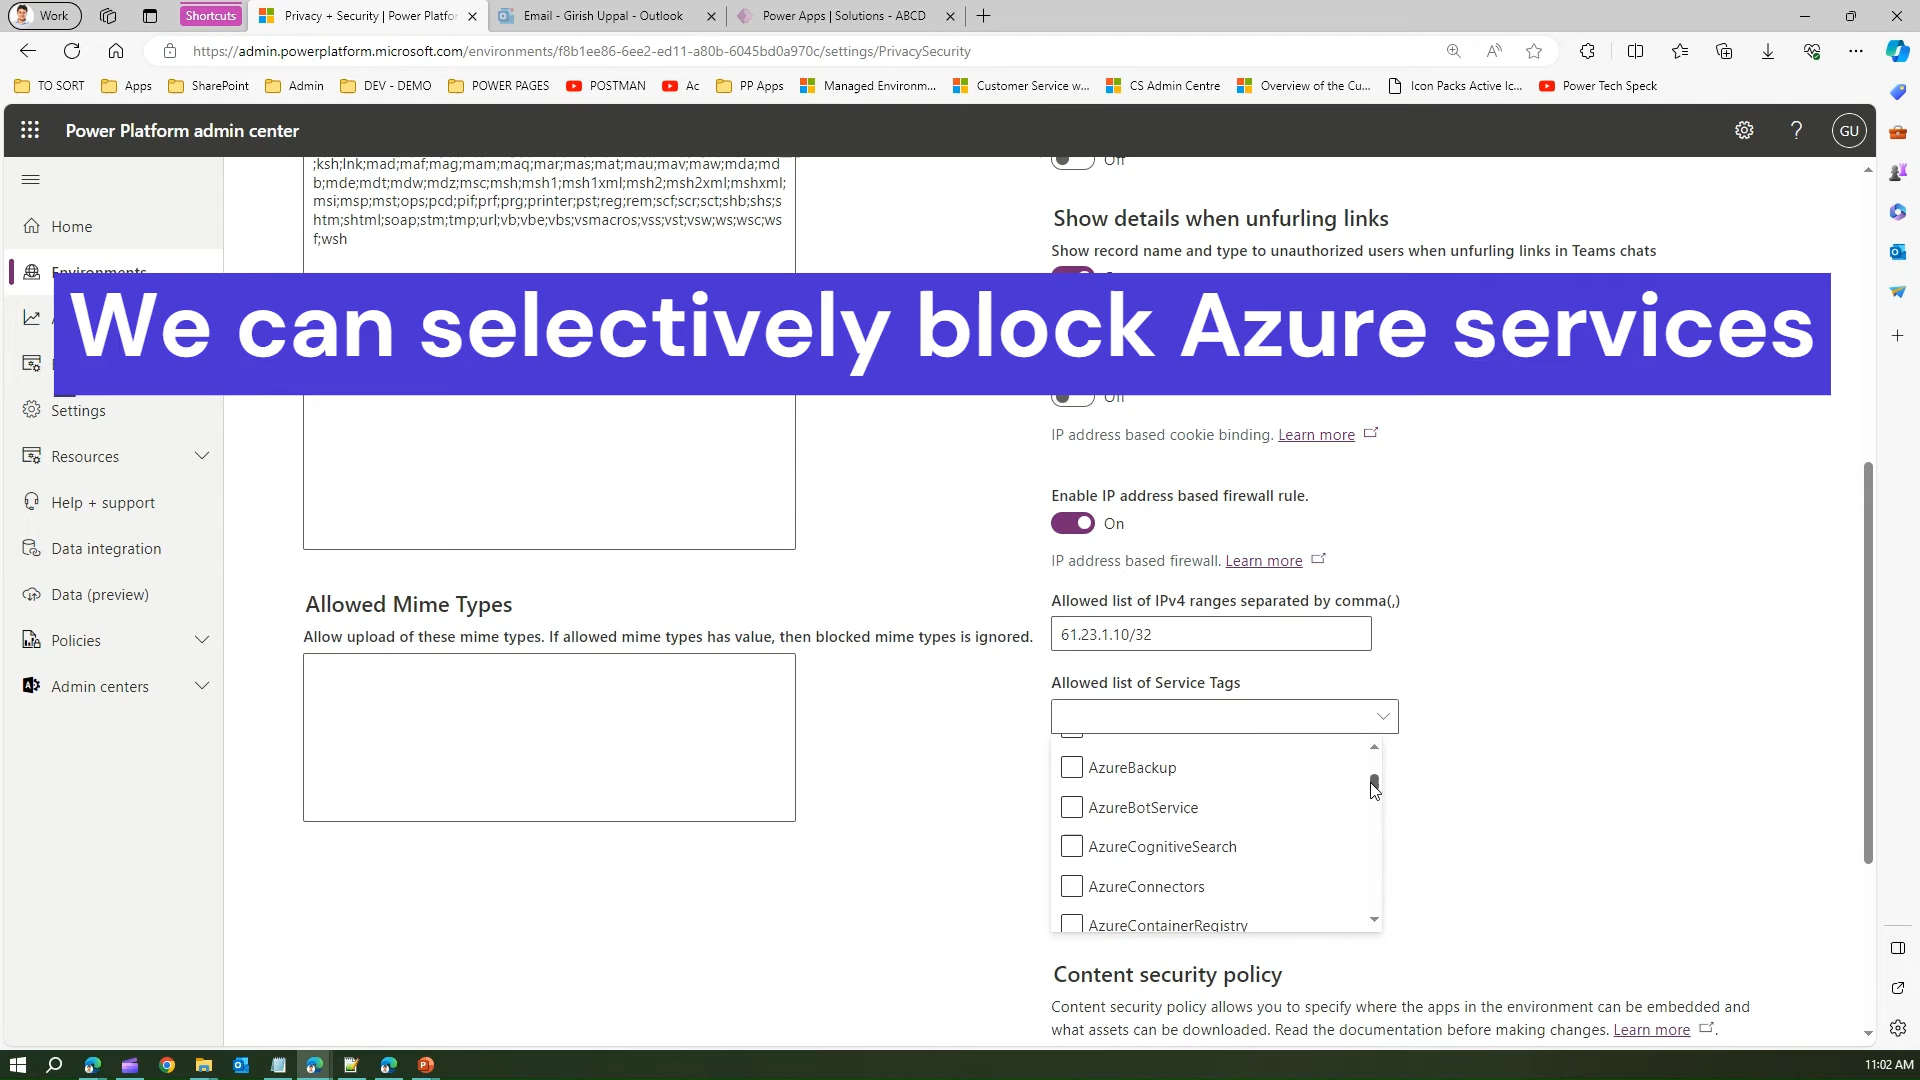 Work
Shortcuts
Privacy + Security | Power Platfor
Email - Girish Uppal - Outlook
Power Apps | Solutions - ABCD
https://admin.powerplatform.microsoft.com/environments/f8b1ee86-6ee2-ed11-a80b-6045bd0a970c/settings/PrivacySecurity
TO SORT
Apps
SharePoint
Admin
DEV - DEMO
POWER PAGES
POSTMAN
Ac
PP Apps
Managed Environm...
Customer Service w...
CS Admin Centre
Overview of the Cu...
Icon Packs Active Ic...
Power Tech Speck
Power Platform admin center
?
GU
Home
Environments
Settings
Resources
Help + support
Data integration
Data (preview)
Policies
Admin centers
;ksh;lnk;mad;maf;mag;mam;maq;mar;mas;mat;mau;mav;maw;mda;md
b;mde;mdt;mdw;mdz;msc;msh;msh1;msh1xml;msh2;msh2xml;mshxml;
msi;msp;mst;ops;pcd;pif;prf;prg;printer;pst;reg;rem;scf;scr;sct;shb;shs;s
htm;shtml;soap;stm;tmp;url;vb;vbe;vbs;vsmacros;vss;vst;vsw;ws;wsc;ws
f;wsh
We can selectively block Azure services
Allowed Mime Types
Allow upload of these mime types. If allowed mime types has value, then blocked mime types is ignored.
Off
Show details when unfurling links
Show record name and type to unauthorized users when unfurling links in Teams chats
Off
IP address based cookie binding. Learn more
Enable IP address based firewall rule.
On
IP address based firewall. Learn more
Allowed list of IPv4 ranges separated by comma(,)
61.23.1.10/32
Allowed list of Service Tags
AzureBackup
AzureBotService
AzureCognitiveSearch
AzureConnectors
AzureContainerRegistry
Content security policy
Content security policy allows you to specify where the apps in the environment can be embedded and
what assets can be downloaded. Read the documentation before making changes. Learn more .
11:02 AM